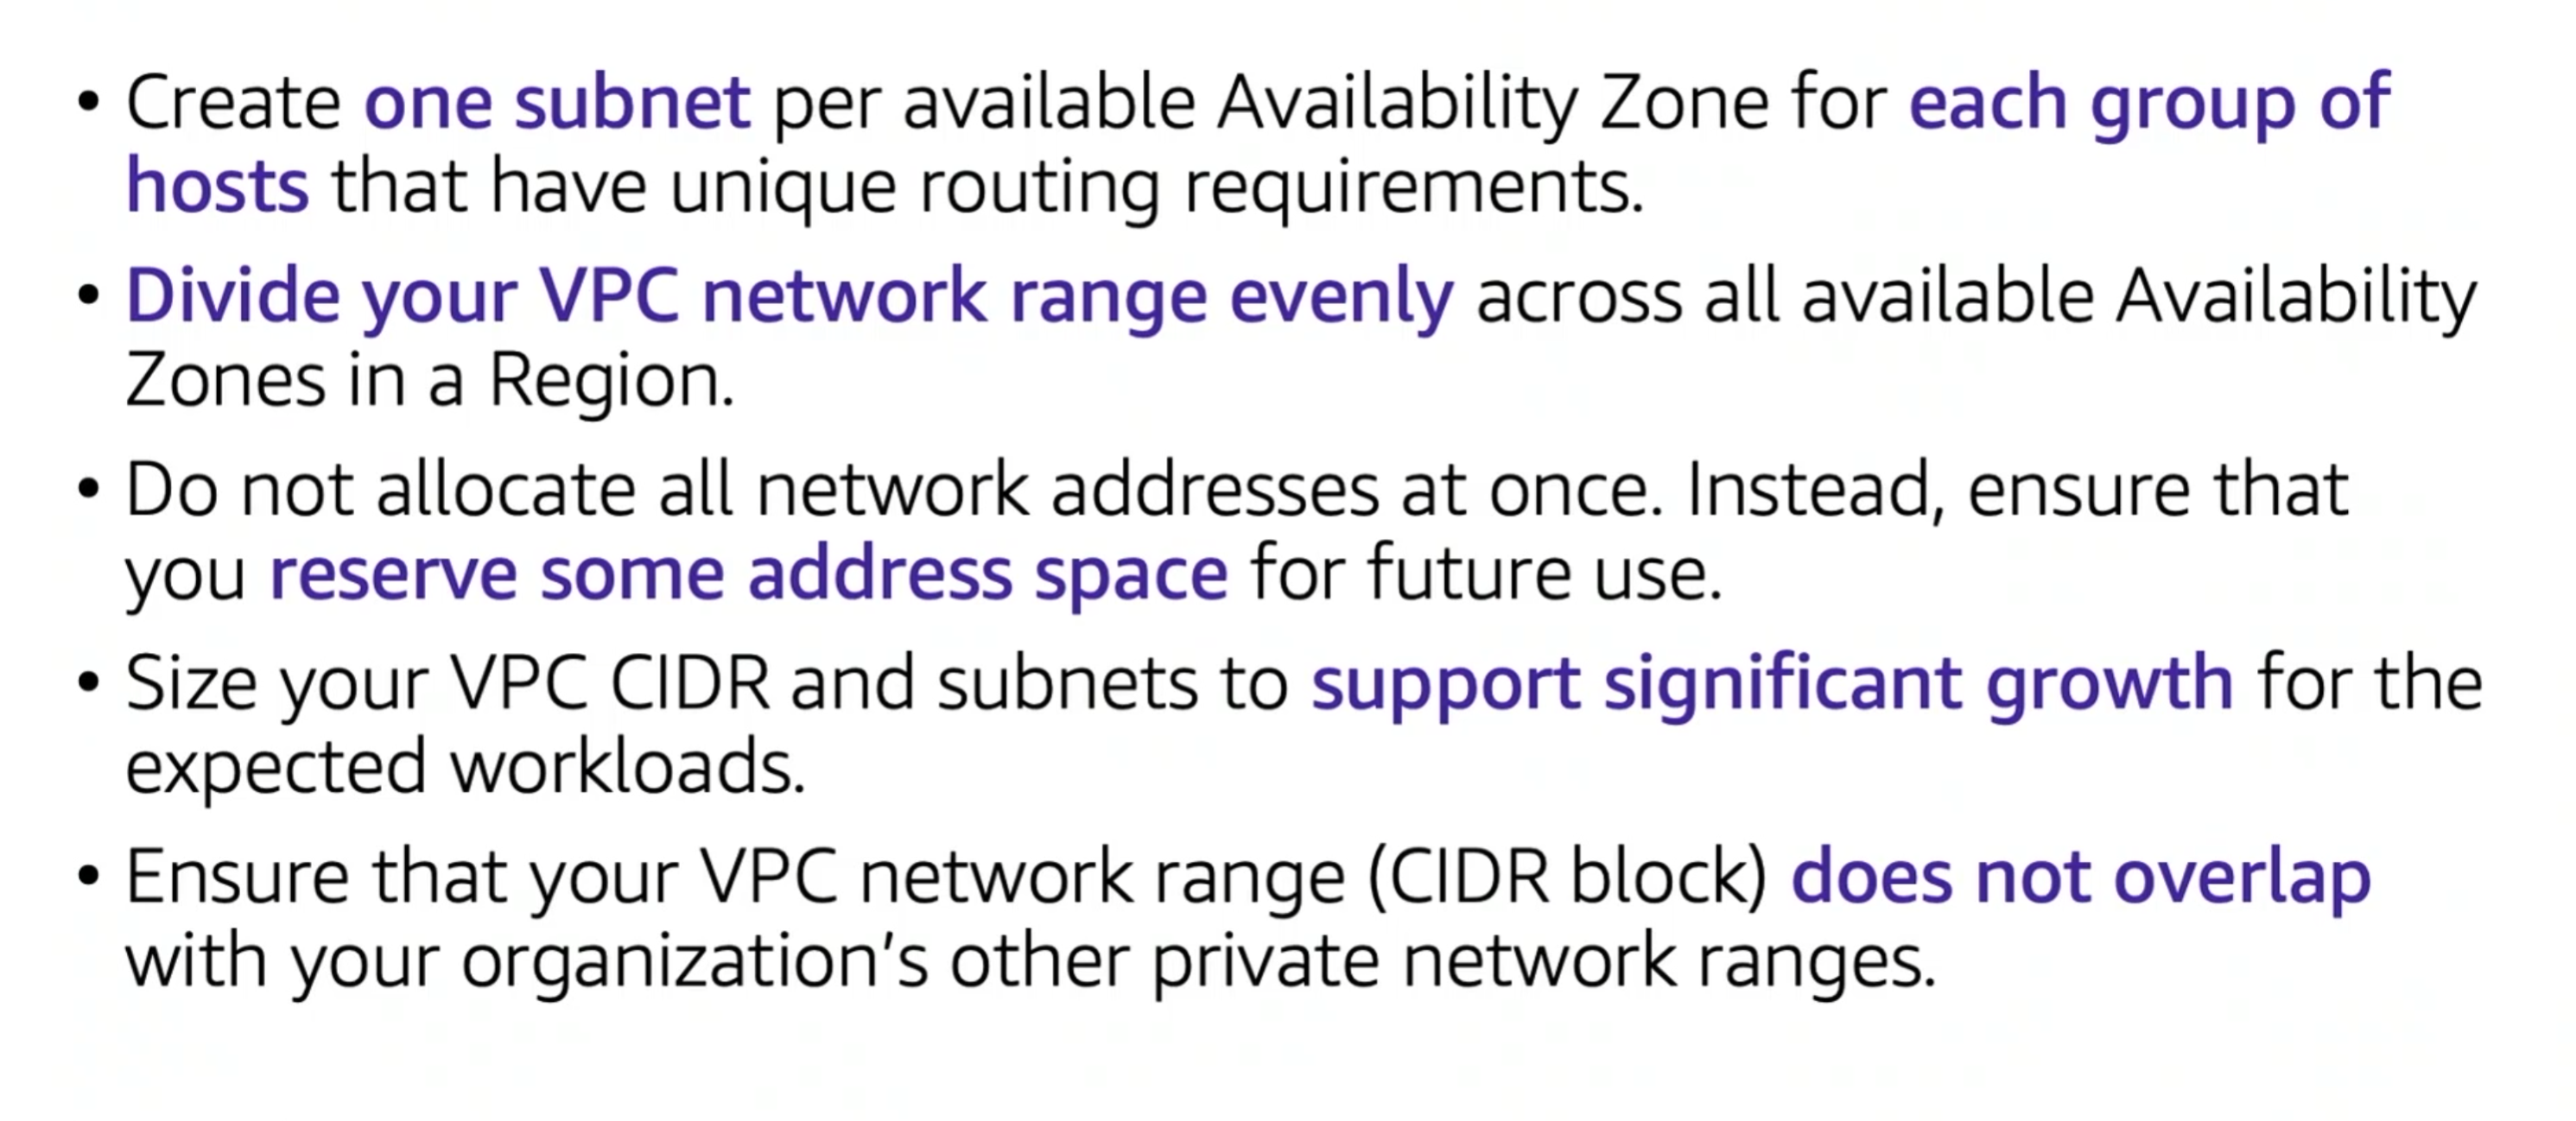 • Create one subnet per available Availability Zone for each group of
hosts that have unique routing requirements.
• Divide your VPC network range evenly across all available Availability
Zones in a Region.
• Do not allocate all network addresses at once. Instead, ensure that
you reserve some address space for future use.
• Size your VPC CIDR and subnets to support significant growth for the
expected workloads.
• Ensure that your VPC network range (CIDR block) does not overlap
with your organization’s other private network ranges.